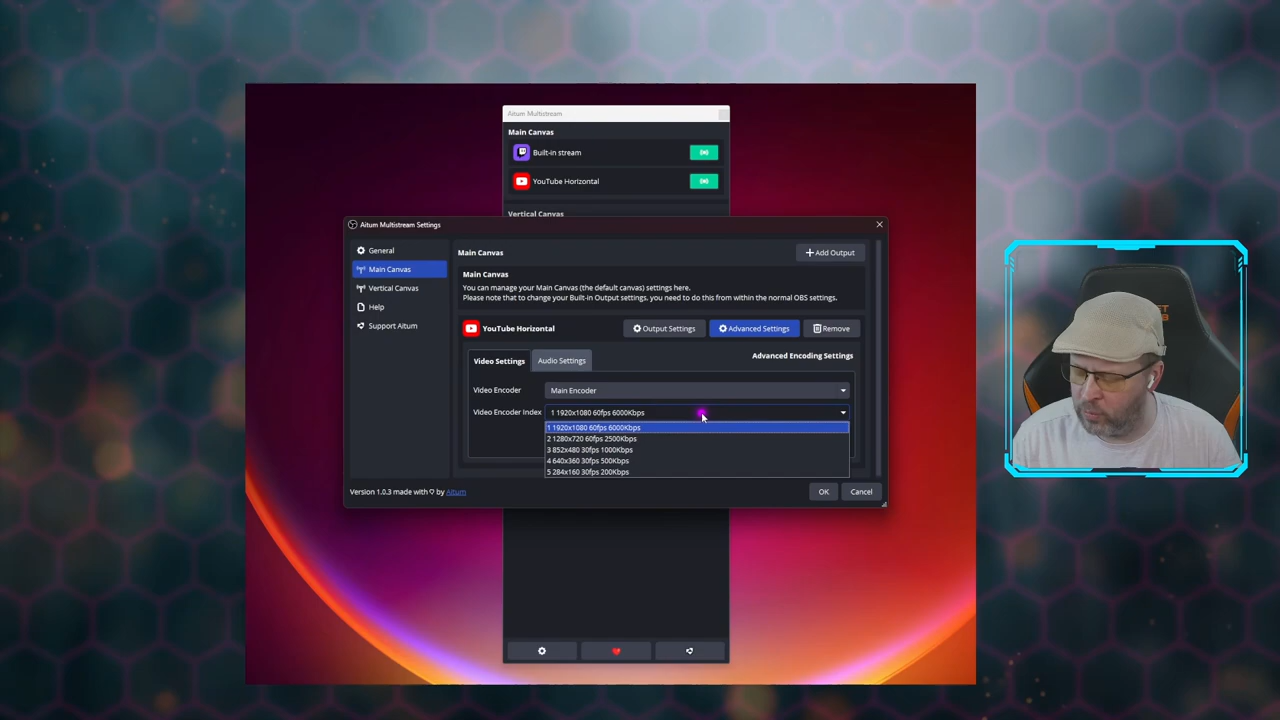 Aitum Multistream
Main Canvas
Built-in stream
YouTube Horizontal
Vertical Canvas
Aitum Multistream Settings
General
Main Canvas
Vertical Canvas
Help
Support Aitum
Main Canvas
Add Output
Main Canvas
You can manage your Main Canvas (the default canvas) settings here.
Please note that to change your Built-in Output settings, you need to do this from within the normal OBS settings.
YouTube Horizontal
Output Settings
Advanced Settings
Remove
Video Settings
Audio Settings
Advanced Encoding Settings
Video Encoder
Main Encoder
Video Encoder Index
1 1920x1080 60fps 6000Kbps
1 1920x1080 60fps 6000Kbps
2 1280x720 60fps 2500Kbps
3 852x480 30fps 1000Kbps
4 640x360 30fps 500Kbps
5 284x160 30fps 200Kbps
Version 1.0.3 made with ♡ by Aitum
OK
Cancel